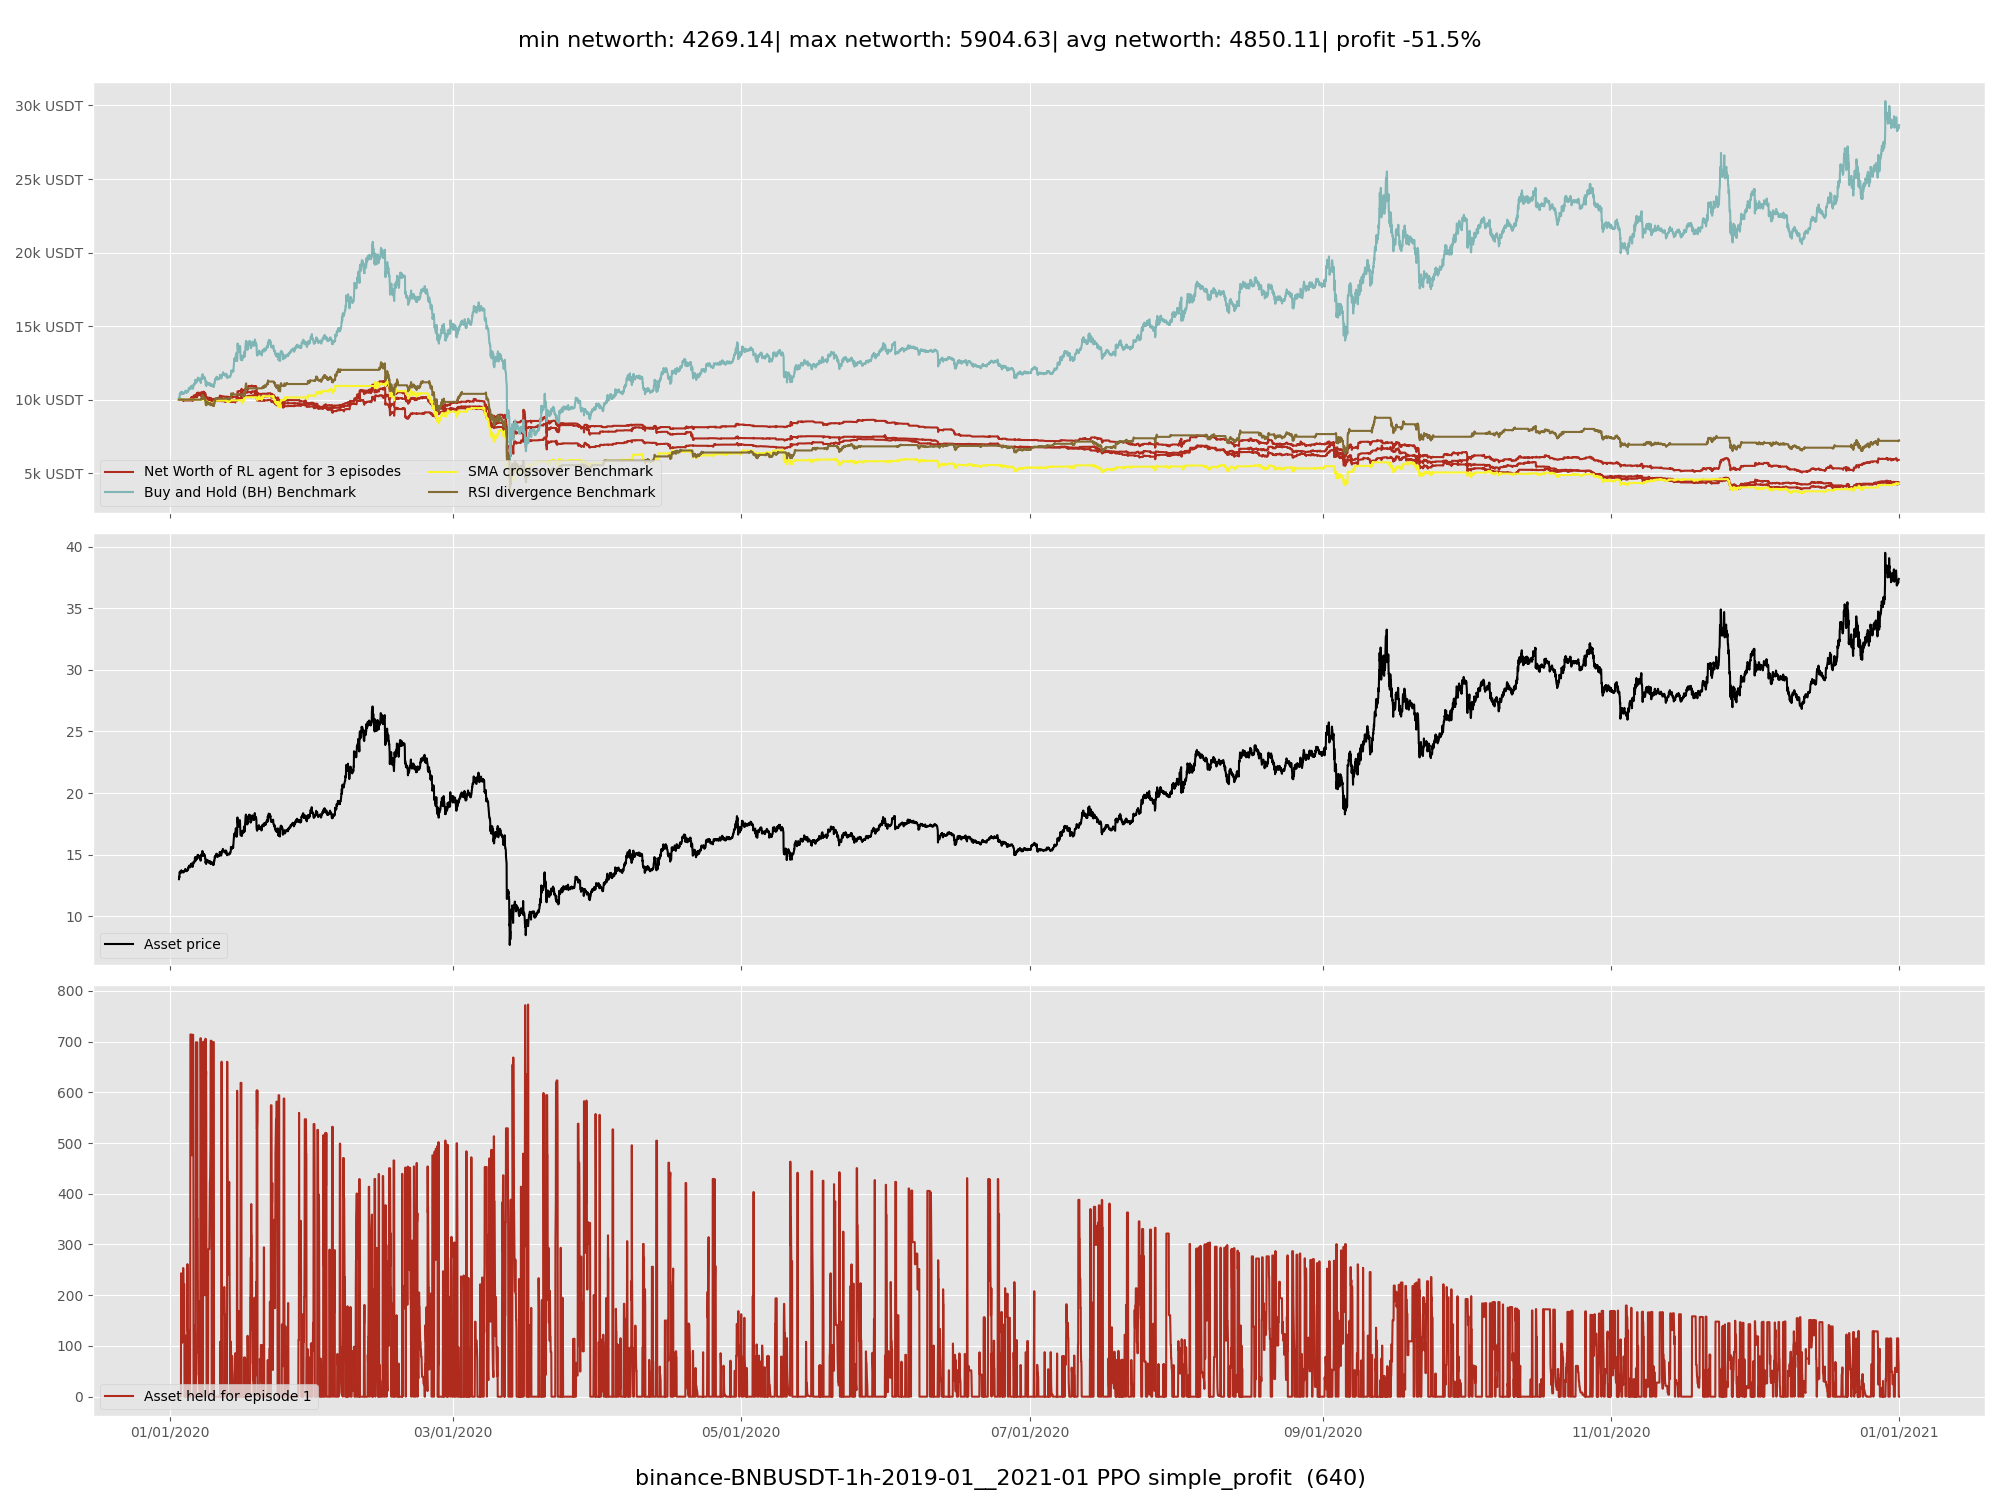 min networth: 4269.14| max networth: 5904.63| avg networth: 4850.11| profit -51.5%
30k USDT
25k USDT
20k USDT
15k USDT
10k USDT
5k USDT
Net Worth of RL agent for 3 episodes
Buy and Hold (BH) Benchmark
SMA crossover Benchmark
RSI divergence Benchmark
40
35
30
25
20
15
10
Asset price
800
700
600
500
400
300
200
100
0
Asset held for episode 1
01/01/2020 03/01/2020 05/01/2020 07/01/2020 09/01/2020 11/01/2020 01/01/2021
binance-BNBUSDT-1h-2019-01__2021-01 PPO simple_profit (640)